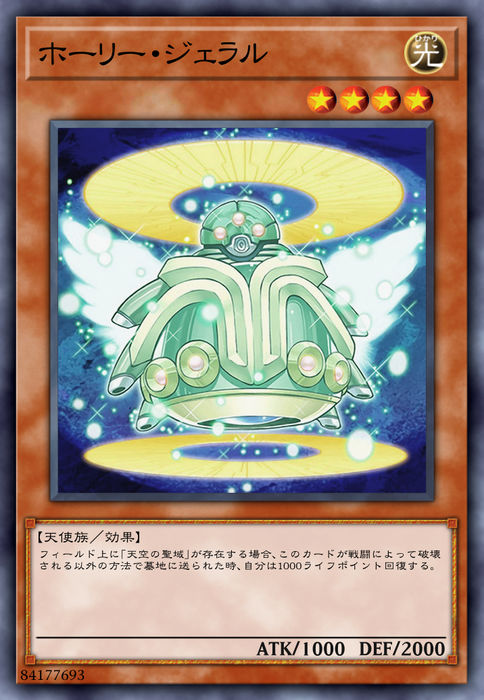 ホーリー・ジェラル
ひかり
光
【天使族／効果】
フィールド上に「天空の聖域」が存在する場合、このカードが戦闘によって破壊
される以外の方法で墓地に送られた時、自分は1000ライフポイント回復する。
ATK/1000 DEF/2000
84177693